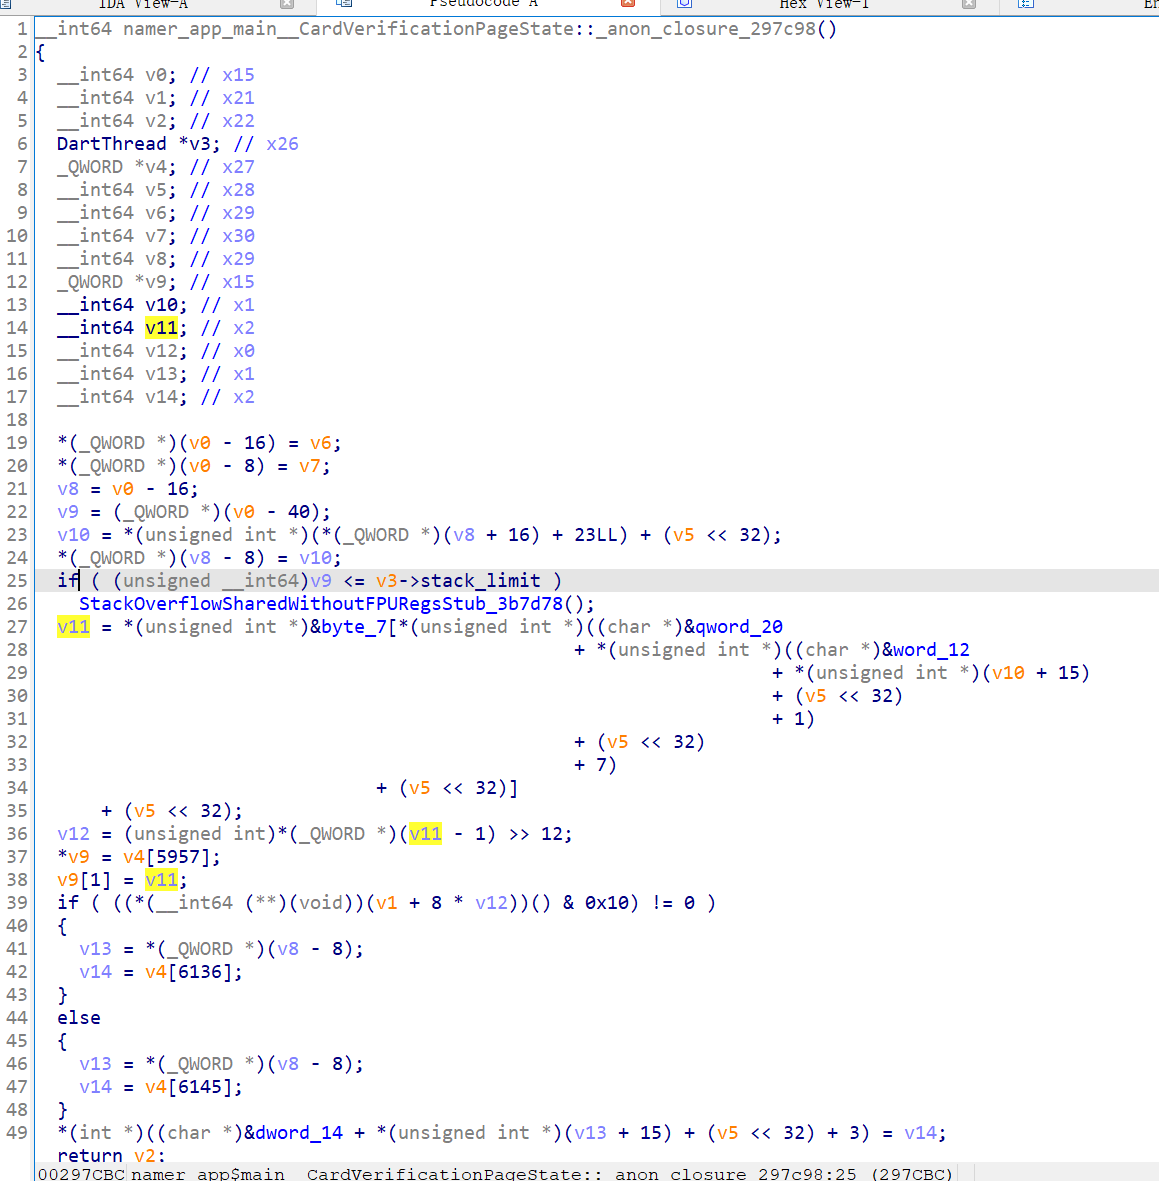 IDA View-A Pseudocode A Hex View-1
1 __int64 namer_app_main__CardVerificationPageState::_anon_closure_297c98()
2 {
3 __int64 v0; // x15
4 __int64 v1; // x21
5 __int64 v2; // x22
6 DartThread *v3; // x26
7 _QWORD *v4; // x27
8 __int64 v5; // x28
9 __int64 v6; // x29
10 __int64 v7; // x30
11 __int64 v8; // x29
12 _QWORD *v9; // x15
13 __int64 v10; // x1
14 __int64 v11; // x2
15 __int64 v12; // x0
16 __int64 v13; // x1
17 __int64 v14; // x2
18
19 *(_QWORD *)(v0 - 16) = v6;
20 *(_QWORD *)(v0 - 8) = v7;
21 v8 = v0 - 16;
22 v9 = (_QWORD *)(v0 - 40);
23 v10 = *(unsigned int *)(*(_QWORD *)(v8 + 16) + 23LL) + (v5 << 32);
24 *(_QWORD *)(v8 - 8) = v10;
25 if ( (unsigned __int64)v9 <= v3->stack_limit )
26 StackOverflowSharedWithoutFPURegsStub_3b7d78();
27 v11 = *(unsigned int *)&byte_7[*(unsigned int *)((char *)&qword_20
28 + *(unsigned int *)((char *)&word_12
29 + *(unsigned int *)(v10 + 15)
30 + (v5 << 32)
31 + 1)
32 + (v5 << 32)
33 + 7)
34 + (v5 << 32)]
35 + (v5 << 32);
36 v12 = (unsigned int)*(_QWORD *)(v11 - 1) >> 12;
37 *v9 = v4[5957];
38 v9[1] = v11;
39 if ( ((*(__int64 (**)(void))(v1 + 8 * v12))() & 0x10) != 0 )
40 {
41 v13 = *(_QWORD *)(v8 - 8);
42 v14 = v4[6136];
43 }
44 else
45 {
46 v13 = *(_QWORD *)(v8 - 8);
47 v14 = v4[6145];
48 }
49 *(int *)((char *)&dword_14 + *(unsigned int *)(v13 + 15) + (v5 << 32) + 3) = v14;
return v2;
00297CBC namer_app$main__CardVerificationPageState::_anon_closure_297c98:25 (297CBC)